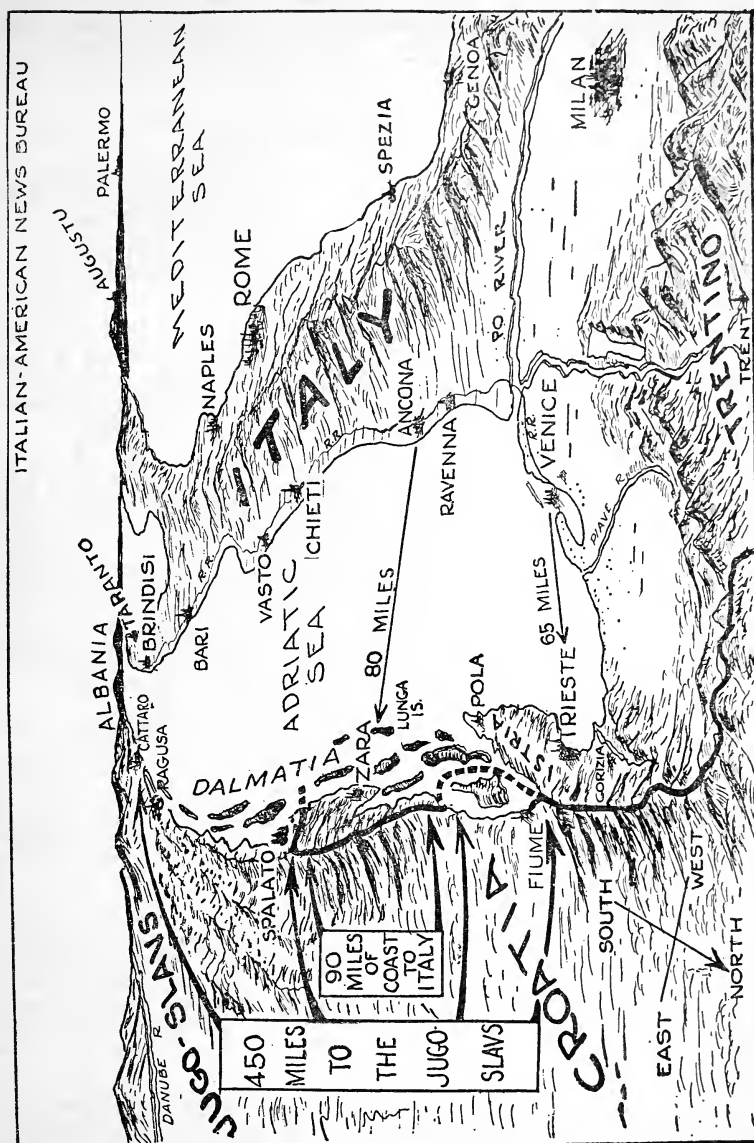 ITALIAN-AMERICAN NEWS BUREAU
AUGUSTU
PALERMO
MEDITERRANEAN
SEA
ALBANIA
TARANTO
BRINDISI
CATTARO
RAGUSA
R.R.
BARI
NAPLES
ROME
ITALY
VASTO
CHIETI
R.R.
ANCONA
RAVENNA
SPEZIA
GENOA
PO RIVER
MILAN
ADRIATIC
SEA
80 MILES
DALMATIA
LUNGA
IS.
ZARA
SPALATO
JUGO-SLAVS
DANUBE R
POLA
ISTRIA
TRIESTE
65 MILES
VENICE
R.R.
PIAVE R.
GORIZIA
TRENTINO
TRENT
FIUME
CROATIA
90
MILES
OF
COAST
TO
ITALY
450
MILES
TO
THE
JUGO-
SLAVS
SOUTH
WEST
EAST
NORTH